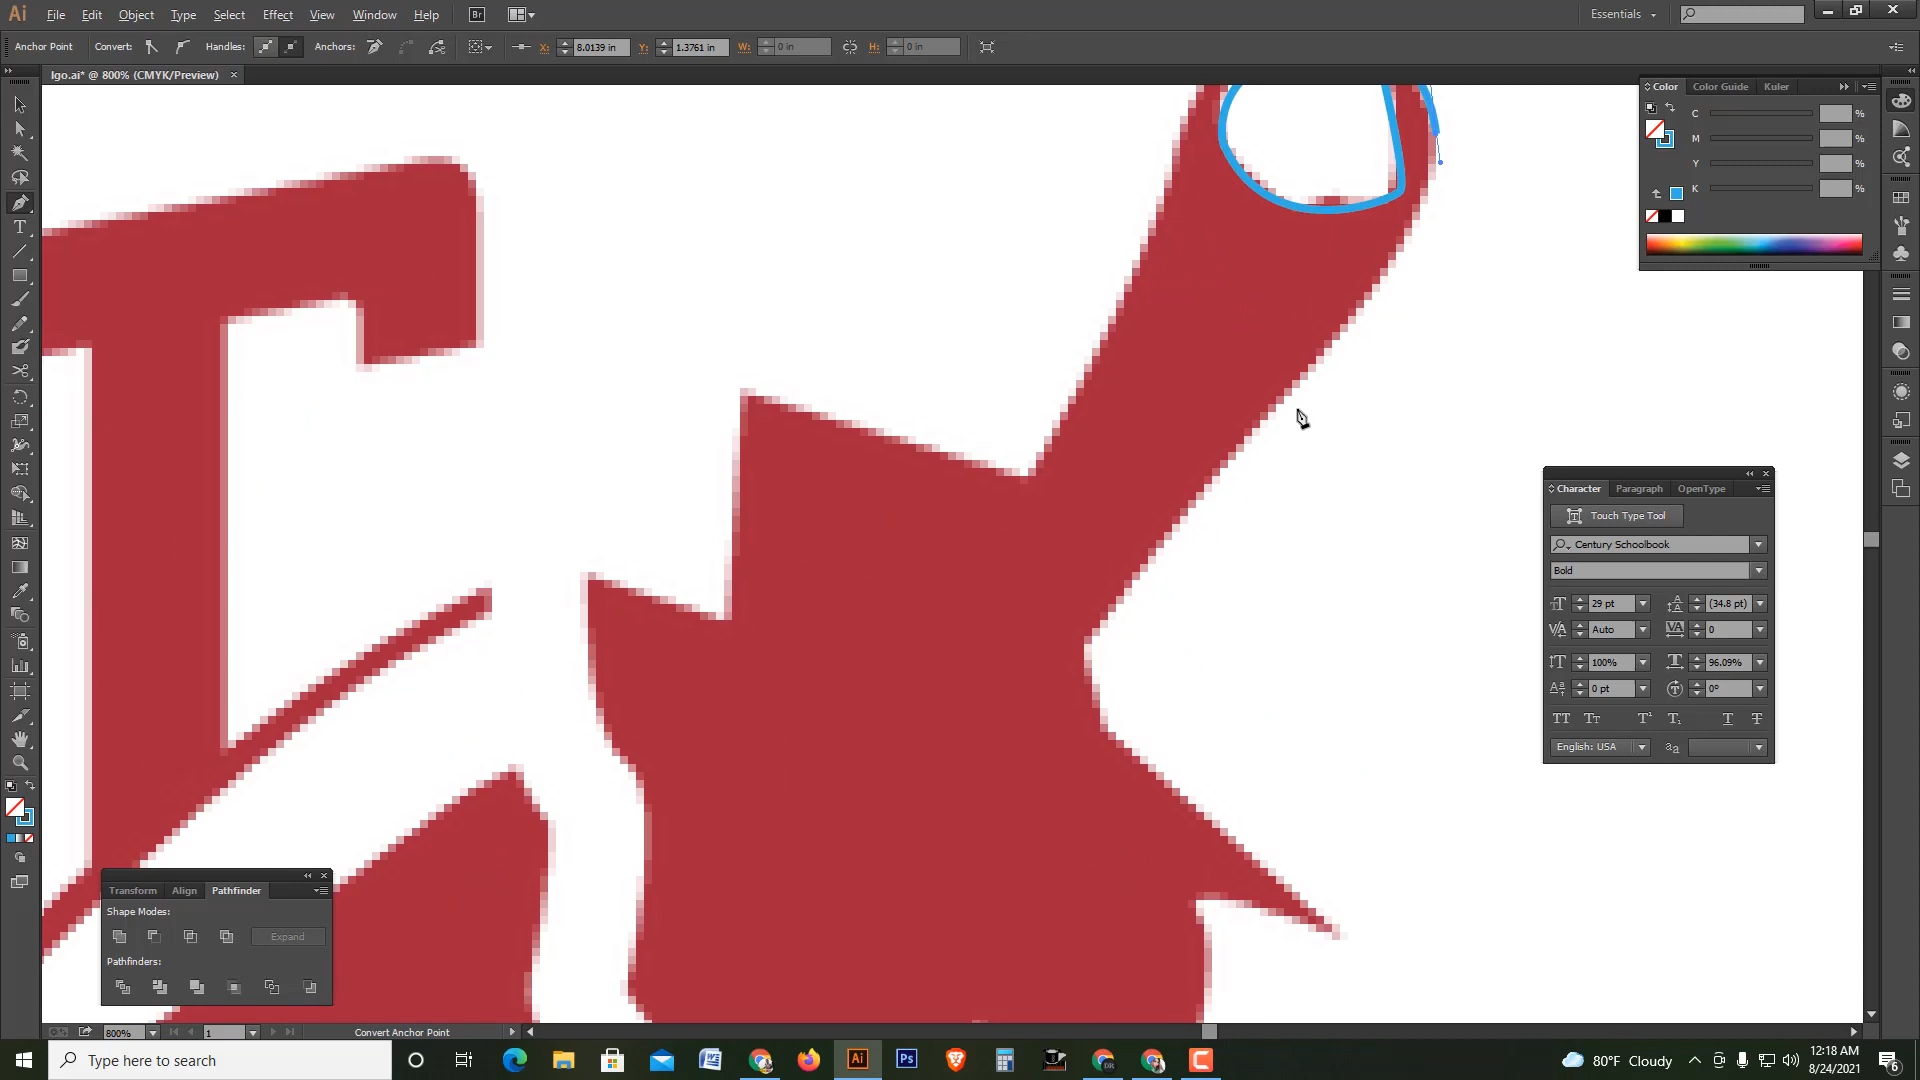 Ai File Edit Object Type Select Effect View Window Help Br Essentials
Anchor Point Convert: Handles: Anchors: X: 8.0139 in Y: 1.3761 in W: 0 in H: 0 in
lgo.ai* @ 800% (CMYK/Preview)
Color Color Guide Kuler
C %
M %
Y %
K %
Character Paragraph OpenType
Touch Type Tool
Century Schoolbook
Bold
29 pt (34.8 pt)
Auto 0
100% 96.09%
0 pt 0°
English: USA
Transform Align Pathfinder
Shape Modes:
Expand
Pathfinders:
800% 1 Convert Anchor Point
Type here to search
Ai Ps
80°F Cloudy
12:18 AM
8/24/2021
6